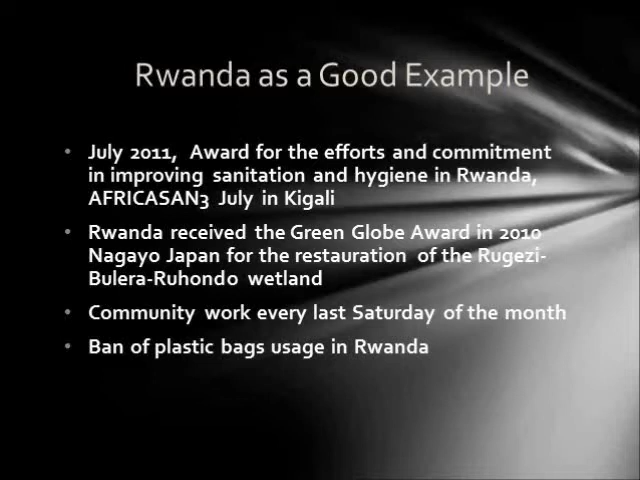 Rwanda as a Good Example
• July 2011, Award for the efforts and commitment
in improving sanitation and hygiene in Rwanda,
AFRICASAN3 July in Kigali
• Rwanda received the Green Globe Award in 2010
Nagayo Japan for the restauration of the Rugezi-
Bulera-Ruhondo wetland
• Community work every last Saturday of the month
• Ban of plastic bags usage in Rwanda